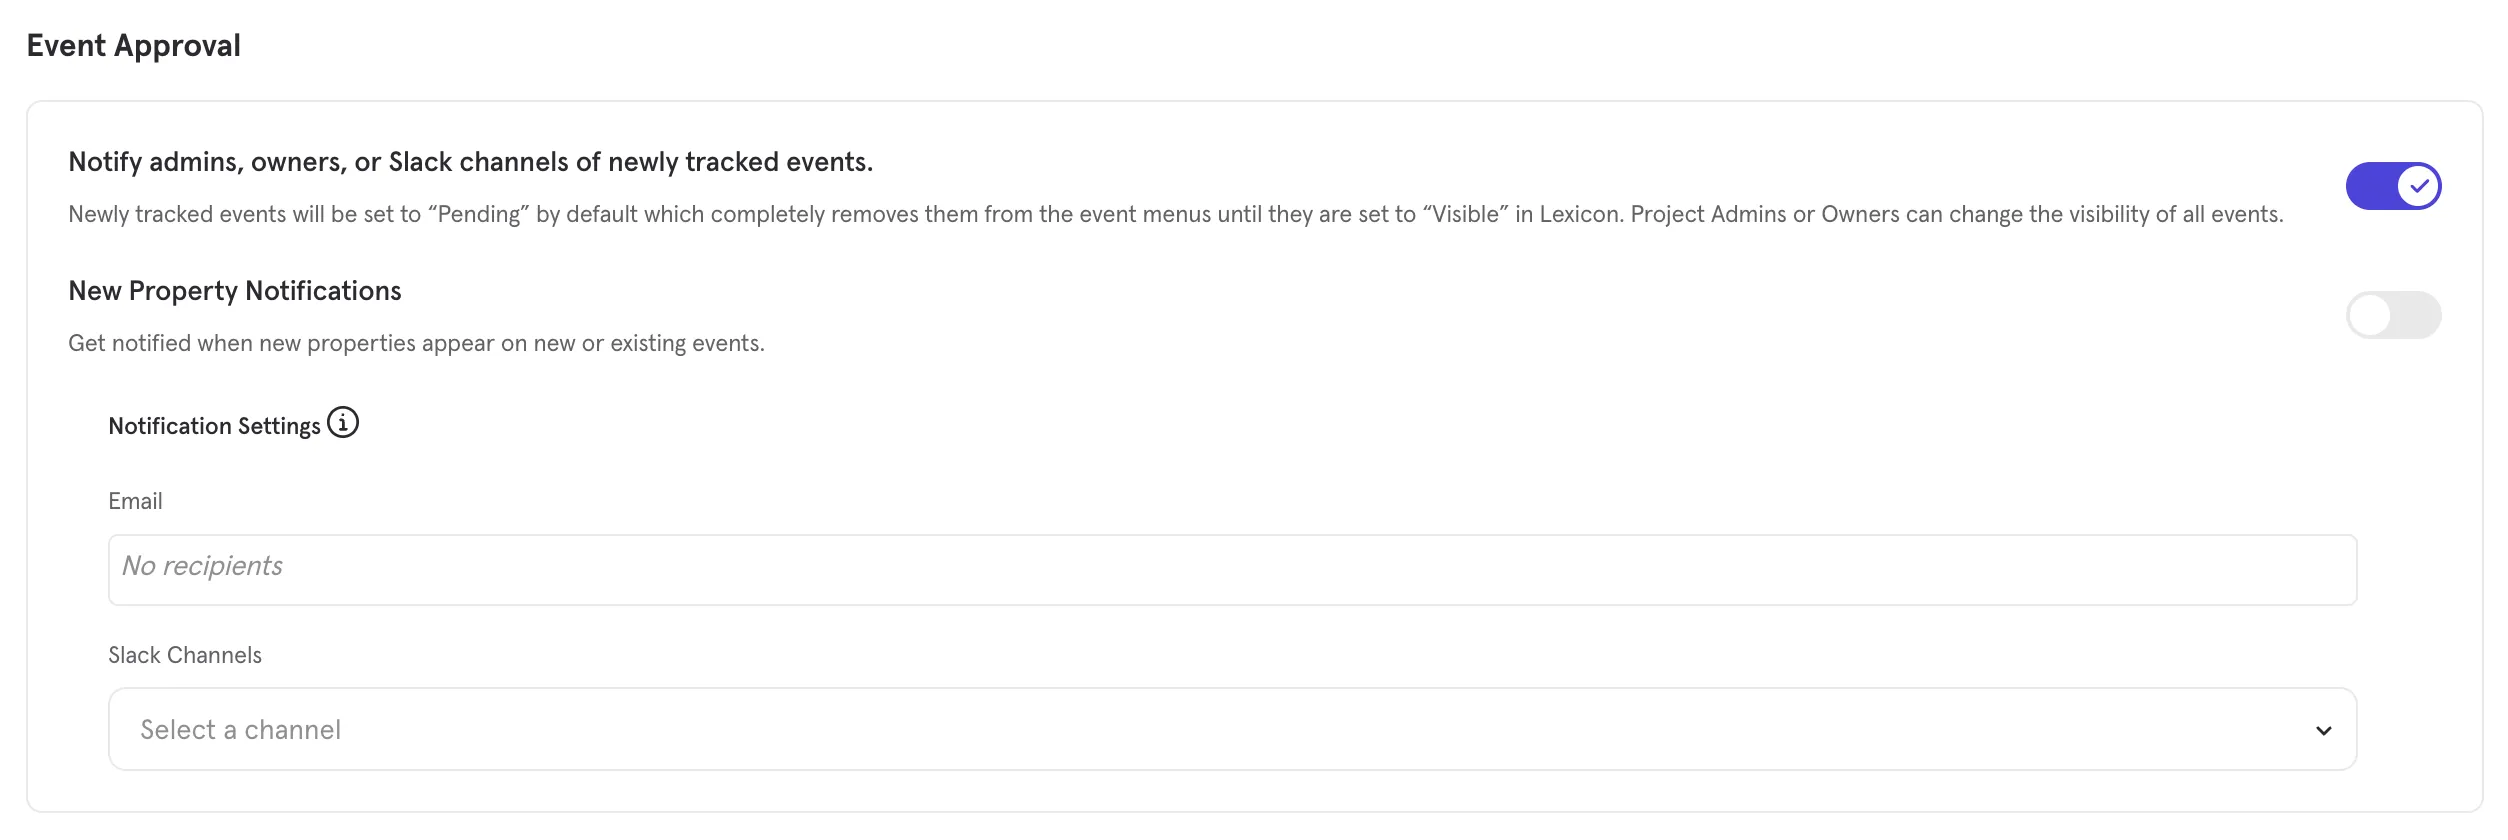 Event Approval
Notify admins, owners, or Slack channels of newly tracked events.
Newly tracked events will be set to “Pending” by default which completely removes them from the event menus until they are set to “Visible” in Lexicon. Project Admins or Owners can change the visibility of all events.
New Property Notifications
Get notified when new properties appear on new or existing events.
Notification Settings
Email
No recipients
Slack Channels
Select a channel